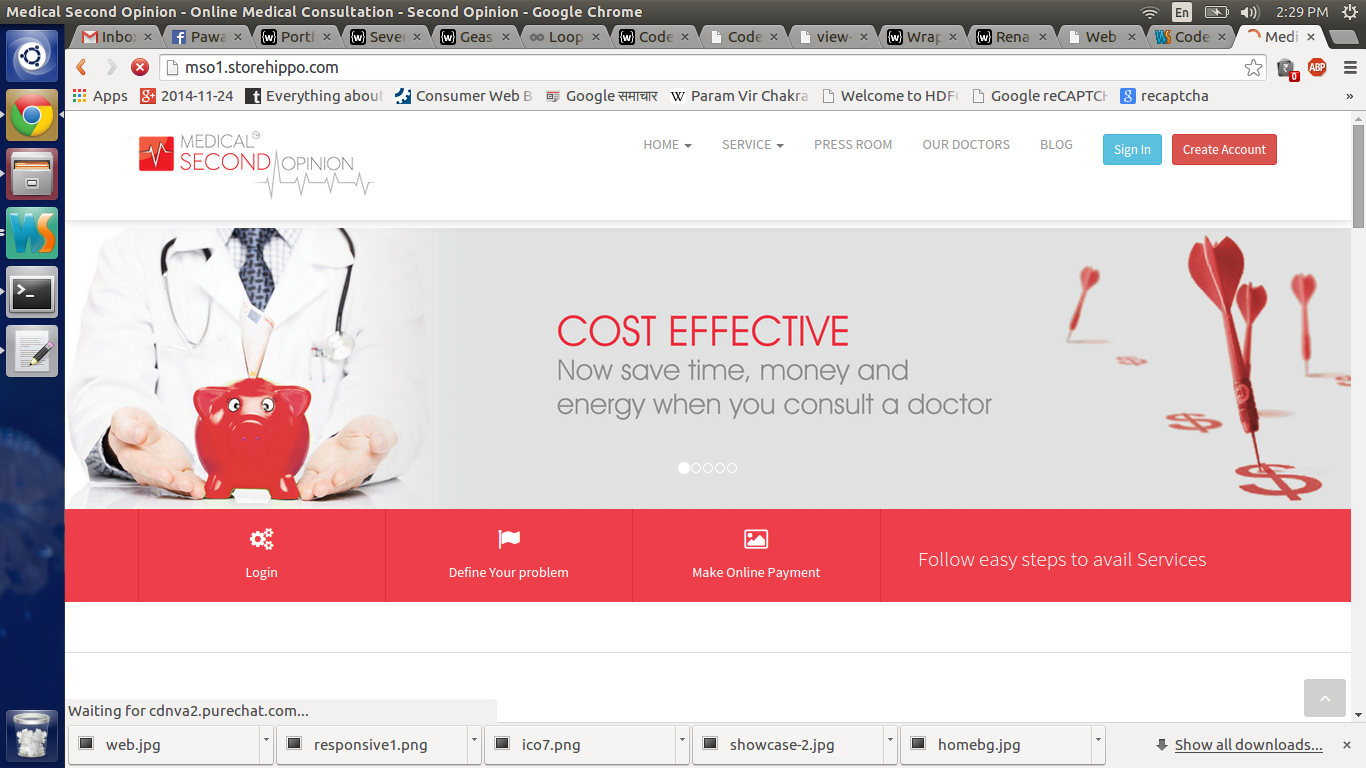 Medical Second Opinion - Online Medical Consultation - Second Opinion - Google Chrome
En
2:29 PM
Inbo
Pawa
Portf
Sever
Geas
Loop
Code
Code
view-
Wrap
Rena
Web
Code
Medi
mso1.storehippo.com
0
ABP
Apps
2014-11-24
Everything about
Consumer Web B
Google समाचार
Param Vir Chakra
Welcome to HDF
Google reCAPTCH
recaptcha
»
MEDICAL
SECOND OPINION
HOME
SERVICE
PRESS ROOM
OUR DOCTORS
BLOG
Sign In
Create Account
COST EFFECTIVE
Now save time, money and
energy when you consult a doctor
Login
Define Your problem
Make Online Payment
Follow easy steps to avail Services
Waiting for cdnva2.purechat.com...
web.jpg
responsive1.png
ico7.png
showcase-2.jpg
homebg.jpg
Show all downloads...